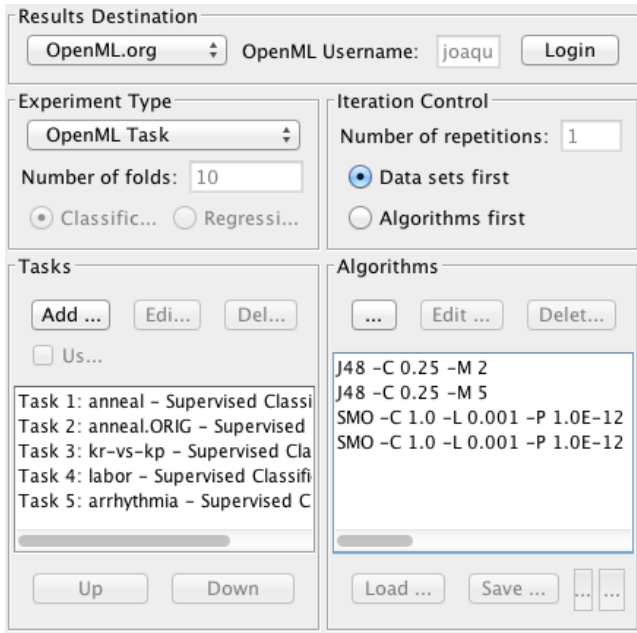 Results Destination
OpenML.org OpenML Username: joaqu Login
Experiment Type
OpenML Task
Number of folds: 10
Classific... Regressi...
Iteration Control
Number of repetitions: 1
Data sets first
Algorithms first
Tasks
Add ... Edi... Del...
Us...
Task 1: anneal – Supervised Classi
Task 2: anneal.ORIG – Supervised
Task 3: kr-vs-kp – Supervised Cla
Task 4: labor – Supervised Classifi
Task 5: arrhythmia – Supervised C
Up Down
Algorithms
... Edit ... Delet...
J48 -C 0.25 -M 2
J48 -C 0.25 -M 5
SMO -C 1.0 -L 0.001 -P 1.0E-12
SMO -C 1.0 -L 0.001 -P 1.0E-12
Load ... Save ... ... ...